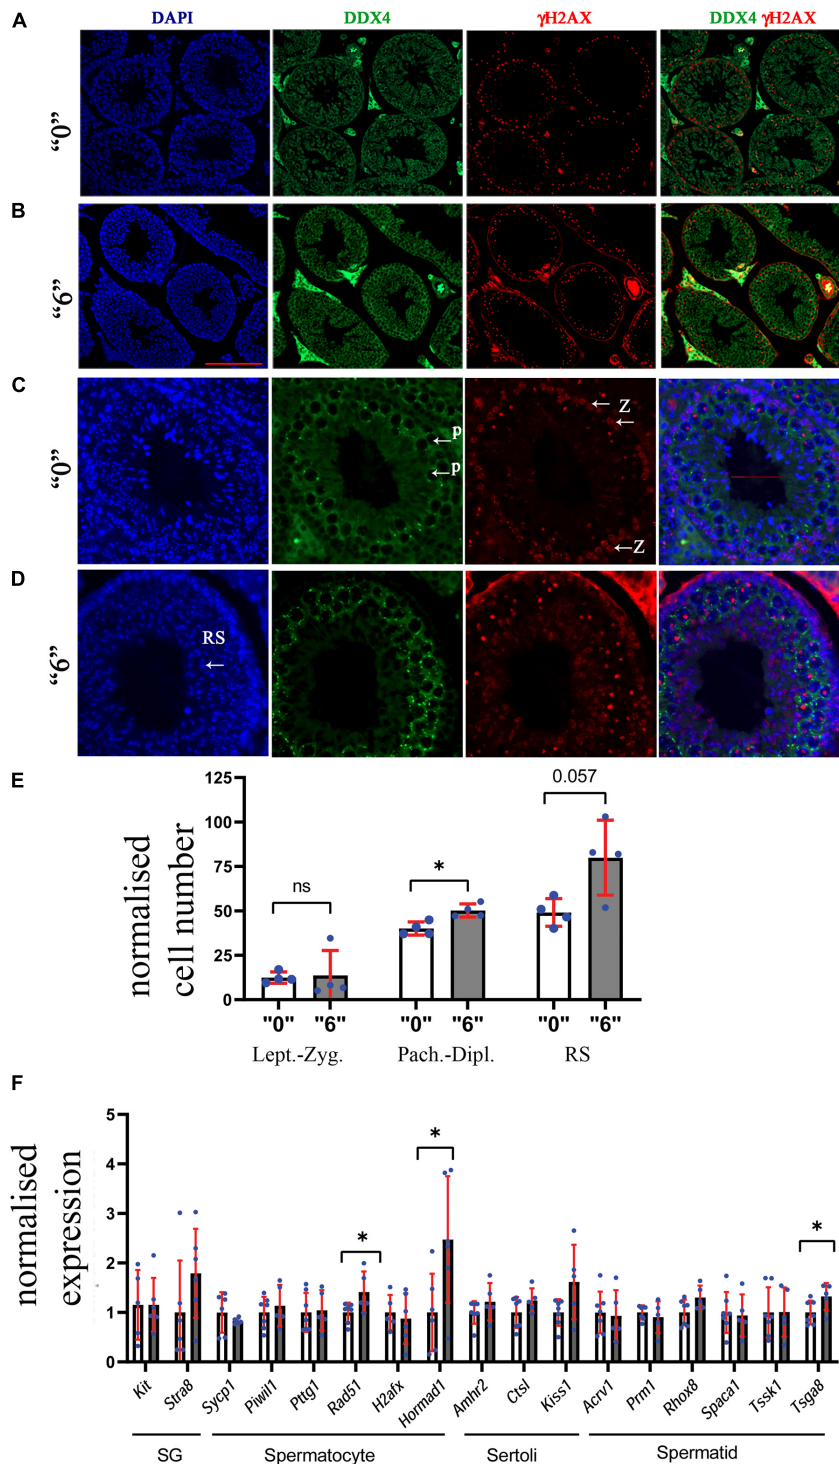 A
DAPI
DDX4
γH2AX
DDX4 γH2AX
"0"
B
"6"
C
"0"
p
p
Z
Z
D
"6"
RS
E
normalised
cell number
125
100
75
50
25
0
ns
*
0.057
"0"
"6"
"0"
"6"
"0"
"6"
Lept.-Zyg.
Pach.-Dipl.
RS
F
normalised
expression
5
4
3
2
1
0
*
*
*
Kit
Stra8
Sycp1
Piwil1
Pttg1
Rad51
H2afx
Hormad1
Amhr2
Ctsl
Kiss1
Acrv1
Prm1
Rhox8
Spaca1
Tssk1
Tsga8
SG
Spermatocyte
Sertoli
Spermatid